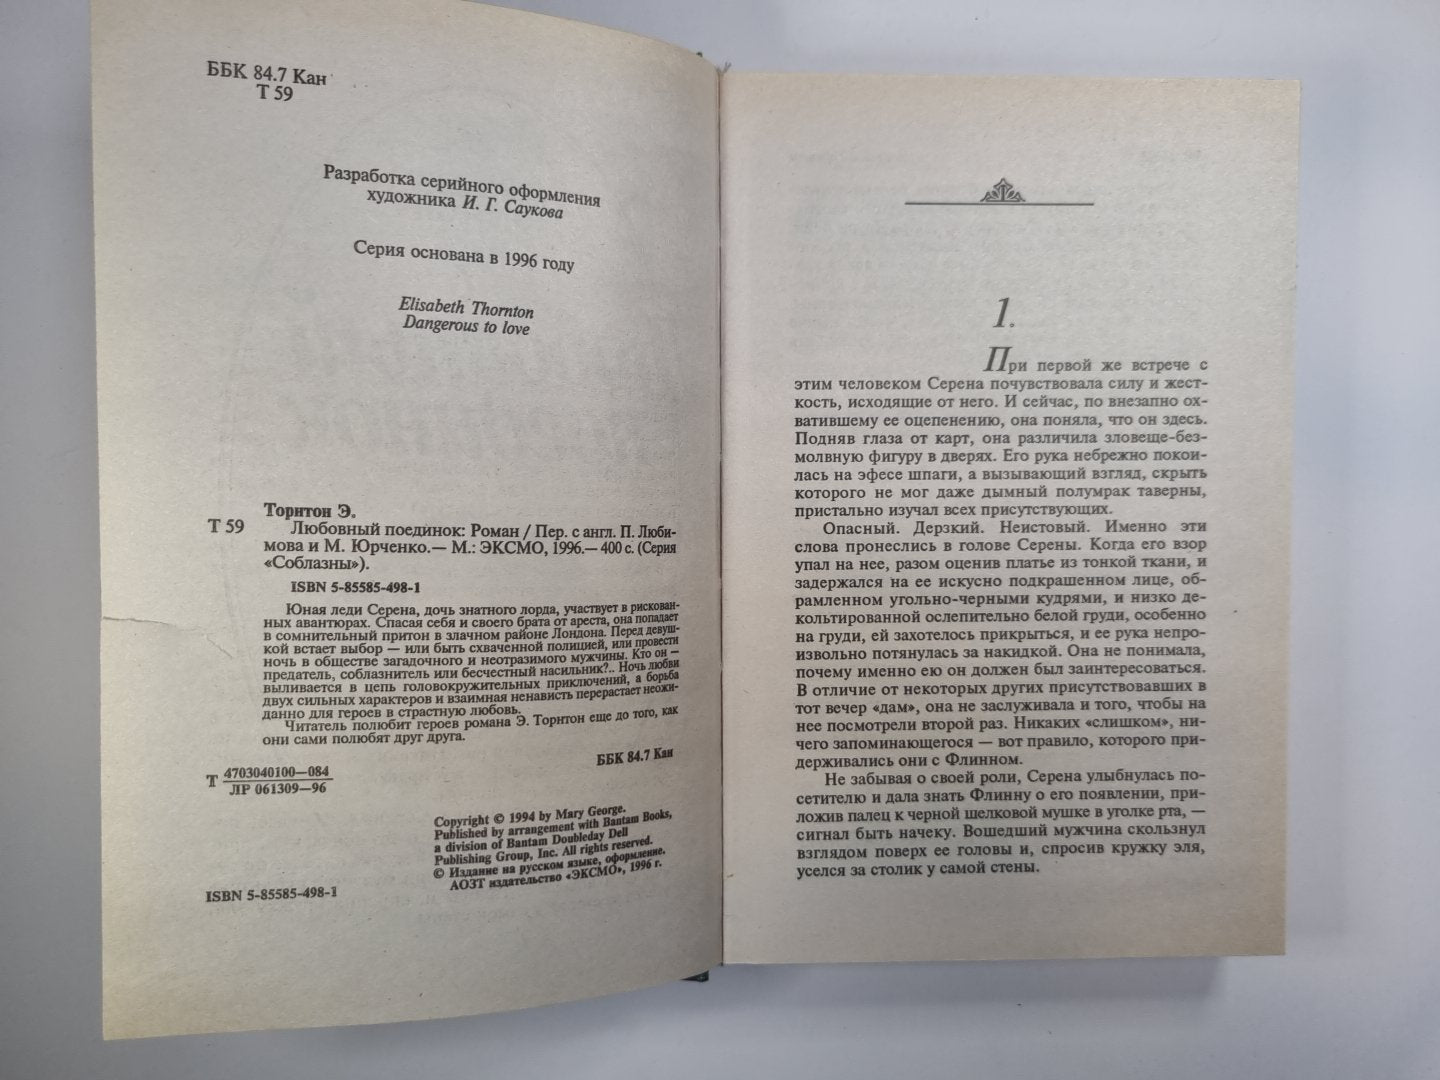 ББК 84.7 Кан
Т 59
Разработка серийного оформления
художника И. Г. Саукова
Серия основана в 1996 году
Elisabeth Thornton
Dangerous to love
Торнтон Э.
Т 59 Любовный поединок: Роман / Пер. с англ. П. Люби-
мова и М. Юрченко.— М.: ЭКСМО, 1996.— 400 с. (Серия
«Соблазны»).
ISBN 5-85585-498-1
Юная леди Серена, дочь знатного лорда, участвует в рискован-
ных авантюрах. Спасая себя и своего брата от ареста, она попадает
в сомнительный притон в злачном районе Лондона. Перед девуш-
кой встает выбор — или быть схваченной полицией, или провести
ночь в обществе загадочного и неотразимого мужчины. Кто он —
предатель, соблазнитель или бесчестный насильник?.. Ночь любви
выливается в цепь головокружительных приключений, а борьба
двух сильных характеров и взаимная ненависть перерастает неожи-
данно для героев в страстную любовь.
Читатель полюбит героев романа Э. Торнтон еще до того, как
они сами полюбят друг друга.
ББК 84.7 Кан
Т 4703040100—084
ЛР 061309—96
Copyright © 1994 by Mary George.
Published by arrangement with Bantam Books,
a division of Bantam Doubleday Dell
Publishing Group, Inc. All rights reserved.
© Издание на русском языке, оформление.
АОЗТ издательство «ЭКСМО», 1996 г.
ISBN 5-85585-498-1
1.
При первой же встрече с
этим человеком Серена почувствовала силу и жест-
кость, исходящие от него. И сейчас, по внезапно ох-
ватившему ее оцепенению, она поняла, что он здесь.
Подняв глаза от карт, она различила зловеще-без-
молвную фигуру в дверях. Его рука небрежно покои-
лась на эфесе шпаги, а вызывающий взгляд, скрыть
которого не мог даже дымный полумрак таверны,
пристально изучал всех присутствующих.
Опасный. Дерзкий. Неистовый. Именно эти
слова пронеслись в голове Серены. Когда его взор
упал на нее, разом оценив платье из тонкой ткани, и
задержался на ее искусно подкрашенном лице, об-
рамленном угольно-черными кудрями, и низко де-
кольтированной ослепительно белой груди, особенно
на груди, ей захотелось прикрыться, и ее рука непро-
извольно потянулась за накидкой. Она не понимала,
почему именно ею он должен был заинтересоваться.
В отличие от некоторых других присутствовавших в
тот вечер «дам», она не заслуживала и того, чтобы на
нее посмотрели второй раз. Никаких «слишком», ни-
чего запоминающегося — вот правило, которого при-
держивались они с Флинном.
Не забывая о своей роли, Серена улыбнулась по-
сетителю и дала знать Флинну о его появлении, при-
ложив палец к черной шелковой мушке в уголке рта, —
сигнал быть начеку. Вошедший мужчина скользнул
взглядом поверх ее головы и, спросив кружку эля,
уселся за столик у самой стены.